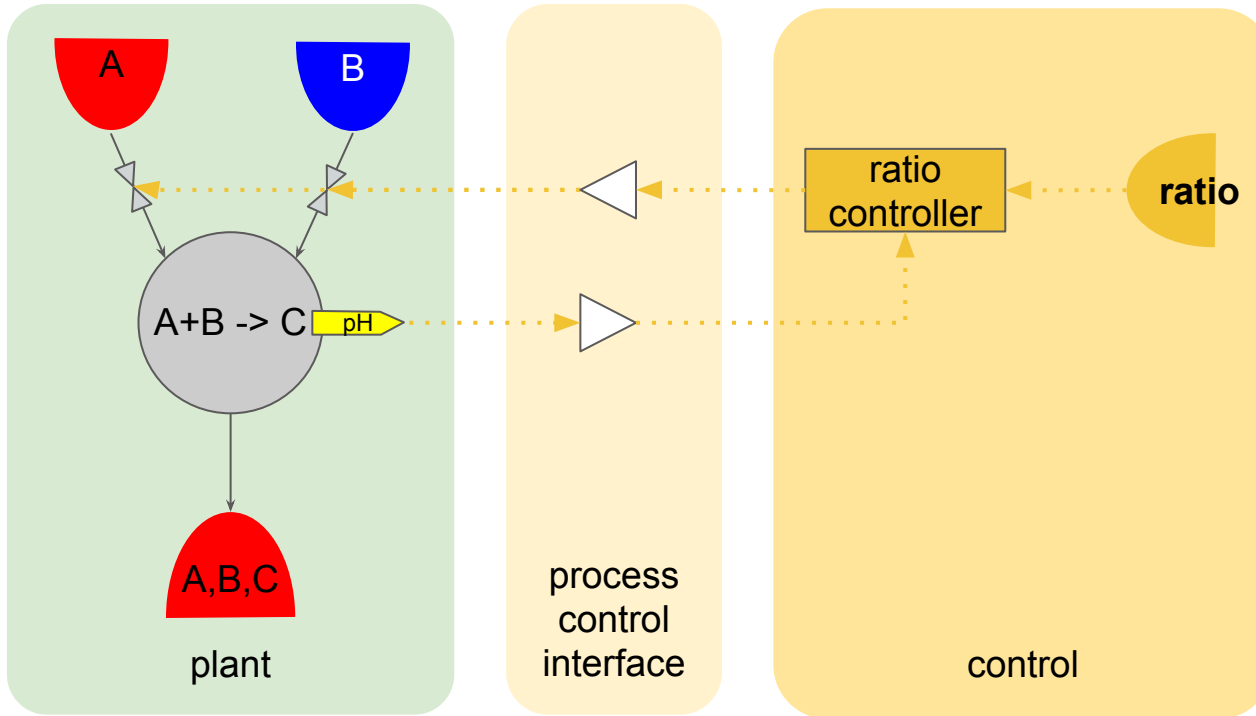 A
B
ratio
controller
ratio
A+B -> C
pH
A,B,C
plant
process
control
interface
control